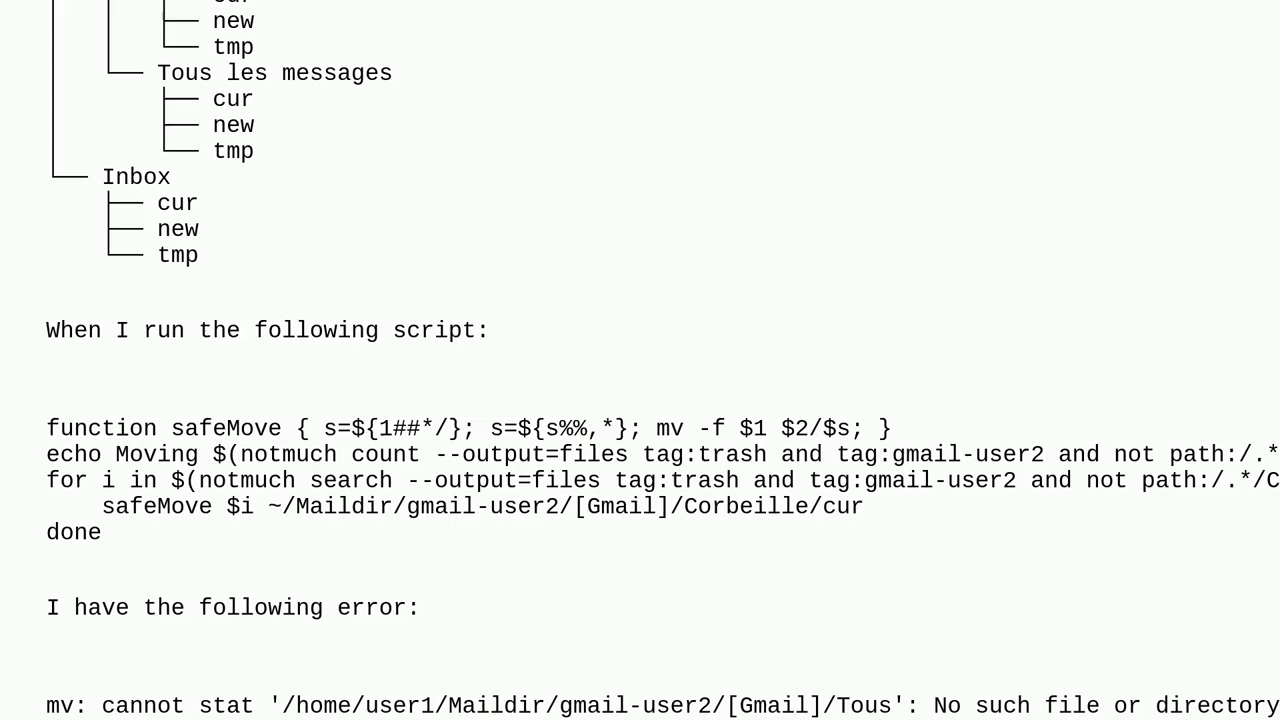 cur
├── new
└── tmp
└── Tous les messages
├── cur
├── new
└── tmp
└── Inbox
├── cur
├── new
└── tmp
When I run the following script:
function safeMove { s=${1##*/}; s=${s%%,*}; mv -f $1 $2/$s; }
echo Moving $(notmuch count --output=files tag:trash and tag:gmail-user2 and not path:/.*
for i in $(notmuch search --output=files tag:trash and tag:gmail-user2 and not path:/.*/C
    safeMove $i ~/Maildir/gmail-user2/[Gmail]/Corbeille/cur
done
I have the following error:
mv: cannot stat '/home/user1/Maildir/gmail-user2/[Gmail]/Tous': No such file or directory